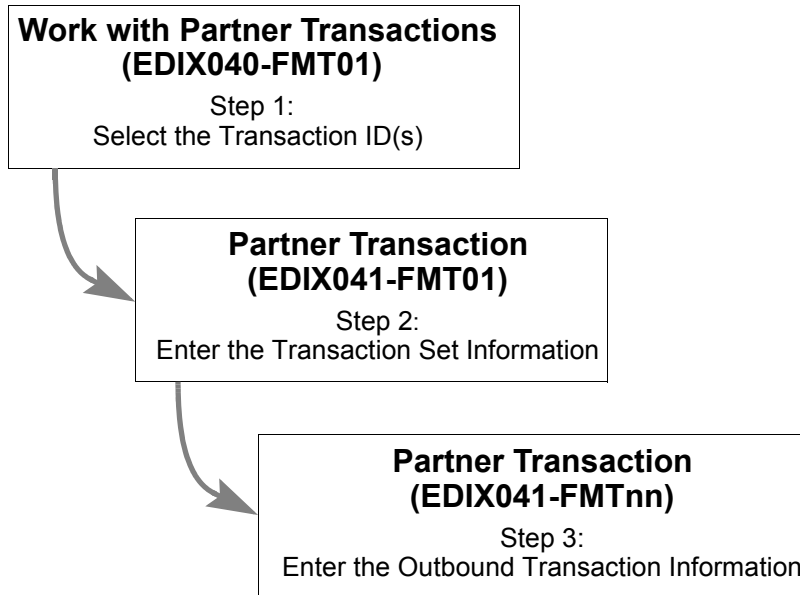 Work with Partner Transactions
(EDIX040-FMT01)
Step 1:
Select the Transaction ID(s)
Partner Transaction
(EDIX041-FMT01)
Step 2:
Enter the Transaction Set Information
Partner Transaction
(EDIX041-FMTnn)
Step 3:
Enter the Outbound Transaction Information